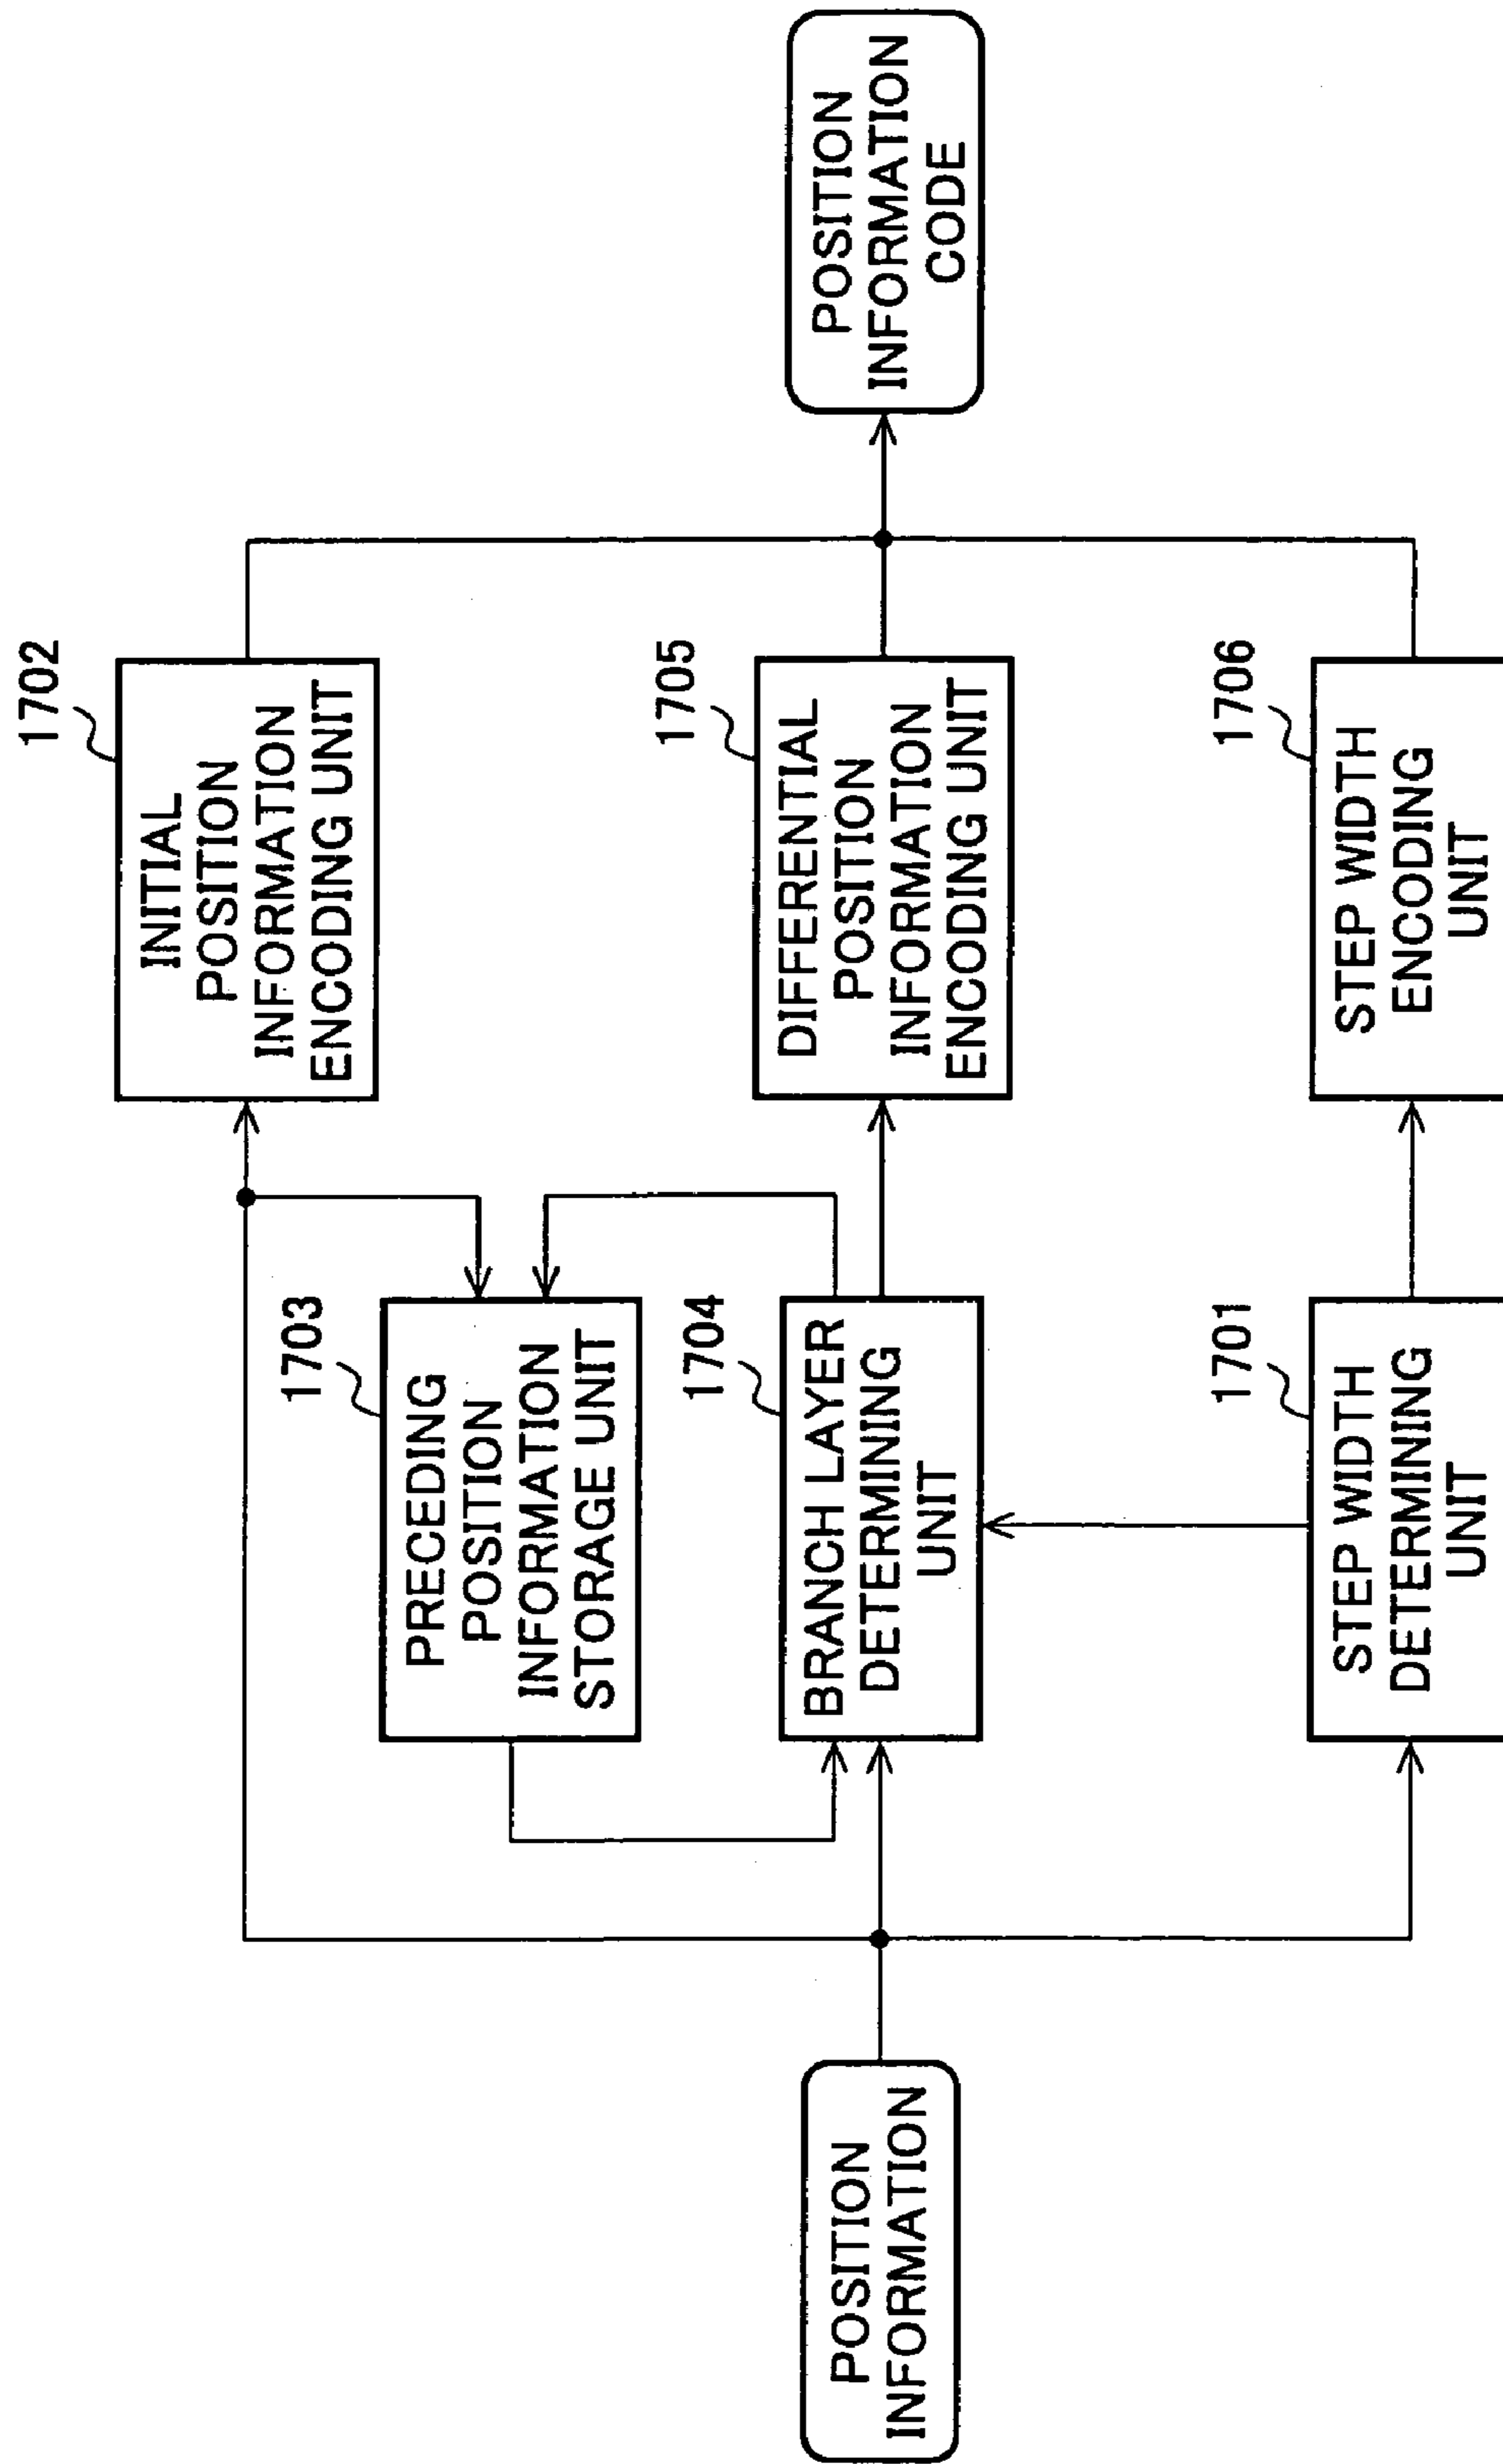 POSITION
INFORMATION
1703
PRECEDING
POSITION
INFORMATION
STORAGE UNIT
1704
BRANCH LAYER
DETERMINING
UNIT
1701
STEP WIDTH
DETERMINING
UNIT
1702
INITIAL
POSITION
INFORMATION
ENCODING UNIT
1705
DIFFERENTIAL
POSITION
INFORMATION
ENCODING UNIT
1706
STEP WIDTH
ENCODING
UNIT
POSITION
INFORMATION
CODE